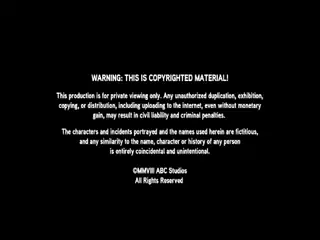 WARNING: THIS IS COPYRIGHTED MATERIAL!
This production is for private viewing only. Any unauthorized duplication, exhibition,
copying, or distribution, including uploading to the internet, even without monetary
gain, may result in civil liability and criminal penalties.
The characters and incidents portrayed and the names used herein are fictitious,
and any similarity to the name, character or history of any person
is entirely coincidental and unintentional.
©MMVIII ABC Studios
All Rights Reserved